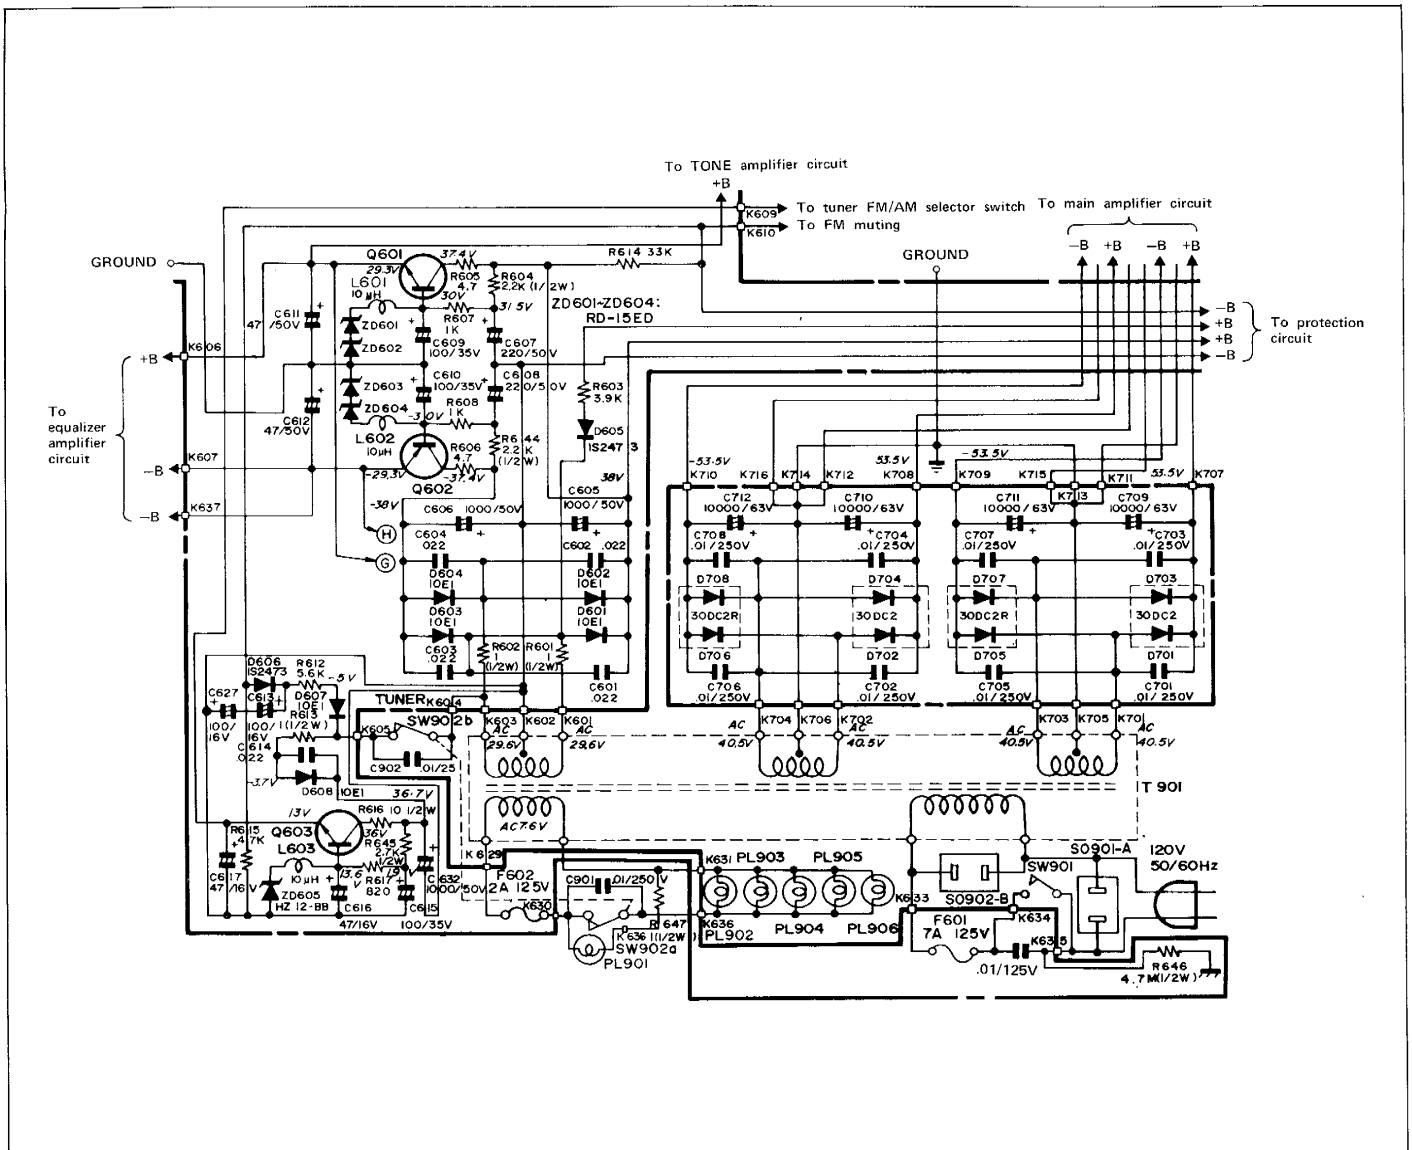 To TONE amplifier circuit
+B
K609
To tuner FM/AM selector switch
K610
To FM muting
To main amplifier circuit
-B +B -B +B
GROUND
GROUND
Q601
37.4V
29.3V
R605
4.7
R604
2.2K (1/2W)
R614 33K
L601
10µH
30V
31.5V
ZD601~ZD604:
RD-15ED
C611
47 /50V
ZD601
ZD602
R607
1K
C609
100/35V
C607
220/50V
-B
+B
+B
-B
To protection
circuit
+B
K606
ZD603
ZD604
C610
100/35V
C608
220/50V
R608
1K
R603
3.9K
To
equalizer
amplifier
circuit
C612
47/50V
L602
10µH
-30V
R606
4.7
R644
2.2K
(1/2W)
D605
1S2473
-B
K607
-29.3V
-37.4V
Q602
38V
-B
K637
-38V
C606
1000/50V
C605
1000/50V
H
G
C604
.022
C602 .022
D604
10E1
D602
10E1
D603
10E1
D601
10E1
C603
.022
R602
1
(1/2W)
R601
1
(1/2W)
C601
.022
-53.5V
K710
K716
K714
K712
53.5V
K708
-53.5V
K709
K715
K713
K711
53.5V
K707
C712
10000/63V
C710
10000/63V
C711
10000/63V
C709
10000/63V
C708
.01/250V
C704
.01/250V
C707
.01/250V
C703
.01/250V
D708
D704
D707
D703
30DC2R
30DC2
30DC2R
30DC2
D706
D702
D705
D701
C706
.01/250V
C702
.01/250V
C705
.01/250V
C701
.01/250V
D606
1S2473
R612
5.6K
-5V
D607
10E1
C627
100/
16V
C613
100/
16V
R613
1(1/2W)
C614
.022
-3.7V
D608 10E1
TUNER
K604
SW902b
K605
C902
.01/25
K603
K602
K601
AC
29.6V
AC
29.6V
AC
40.5V
K704
K706
K702
AC
40.5V
AC
40.5V
K703
K705
K701
AC
40.5V
T 901
AC7.6V
13V
Q603
R615
4.7K
L603
10µH
36.7V
R616 10 1/2W
36V
R645
2.7K
1/2W
13.6
V
R617
820
C632
1000/50V
C617
47 /16V
ZD605
HZ 12-BB
C616
47/16V
C615
100/35V
K629
F602
2A 125V
K630
C901 .01/250V
R647
1(1/2W)
K636
SW902a
PL901
K631
K636
PL902
PL903
PL904
PL905
PL906
K633
S0901-A
120V
50/60Hz
SW901
S0902-B
F601
7A 125V
K634
K635
.01/125V
R646
4.7M(1/2W)